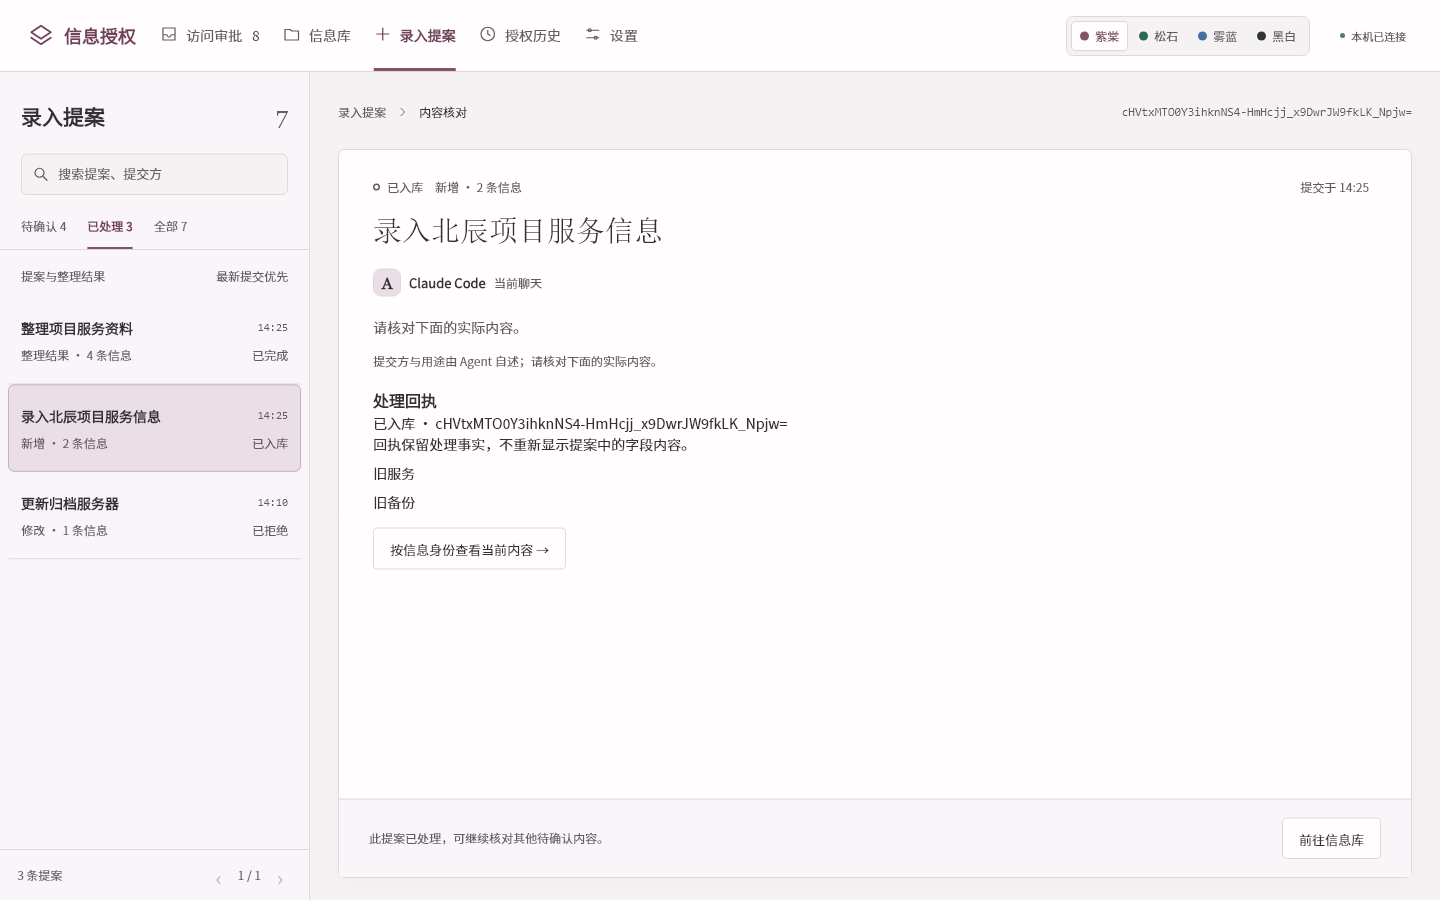 信息授权
访问审批 8
信息库
录入提案
授权历史
设置
紫棠
松石
雾蓝
黑白
本机已连接
录入提案
7
搜索提案、提交方
待确认 4
已处理 3
全部 7
提案与整理结果
最新提交优先
整理项目服务资料
14:25
整理结果 · 4 条信息
已完成
录入北辰项目服务信息
14:25
新增 · 2 条信息
已入库
更新归档服务器
14:10
修改 · 1 条信息
已拒绝
3 条提案
‹ 1 / 1 ›
录入提案 > 内容核对
cHVtxMTO0Y3ihknNS4-HmHcjj_x9DwrJW9fkLK_Npjw=
已入库 新增 · 2 条信息
提交于 14:25
录入北辰项目服务信息
A Claude Code 当前聊天
请核对下面的实际内容。
提交方与用途由 Agent 自述；请核对下面的实际内容。
处理回执
已入库 · cHVtxMTO0Y3ihknNS4-HmHcjj_x9DwrJW9fkLK_Npjw=
回执保留处理事实，不重新显示提案中的字段内容。
旧服务
旧备份
按信息身份查看当前内容 →
此提案已处理，可继续核对其他待确认内容。
前往信息库